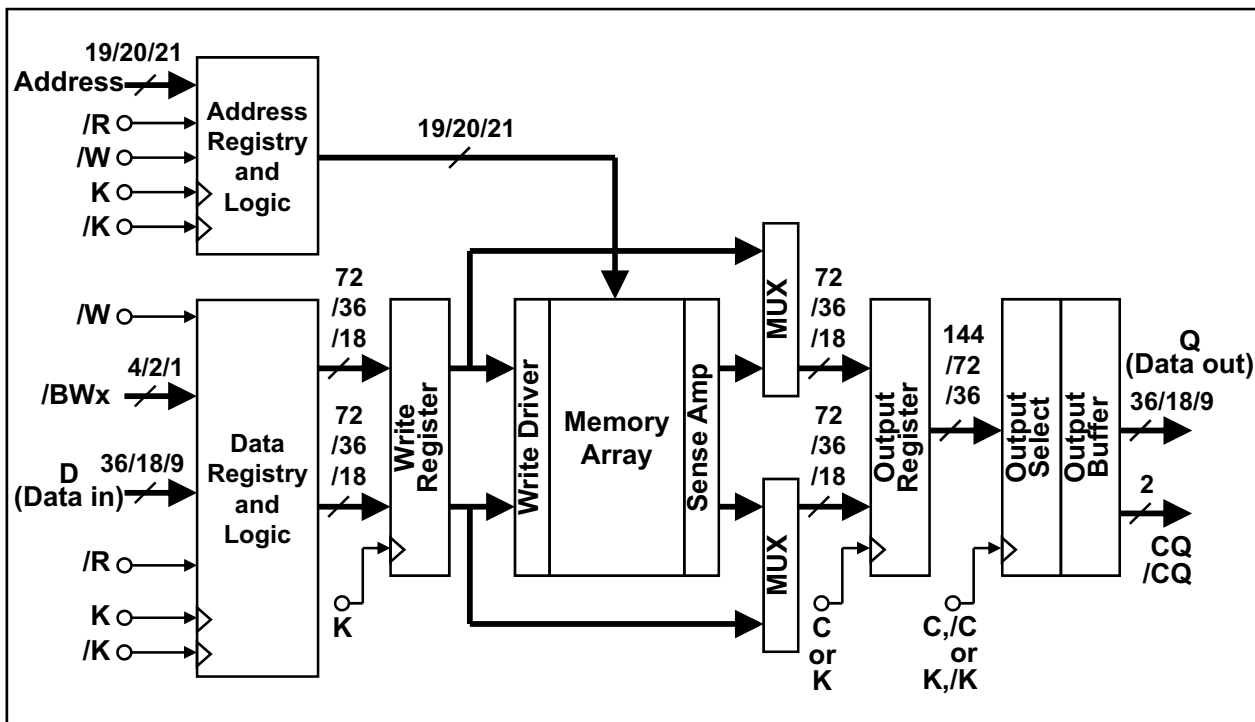 19/20/21
Address
/R
/W
K
/K
Address
Registry
and
Logic
19/20/21
/W
4/2/1
/BWx
36/18/9
D
(Data in)
/R
K
/K
Data
Registry
and
Logic
72
/36
/18
72
/36
/18
Write
Register
K
Write Driver
Memory
Array
Sense Amp
MUX
MUX
72
/36
/18
72
/36
/18
Output
Register
C
or
K
144
/72
/36
Output
Select
Output
Buffer
C,/C
or
K,/K
Q
(Data out)
36/18/9
2
CQ
/CQ